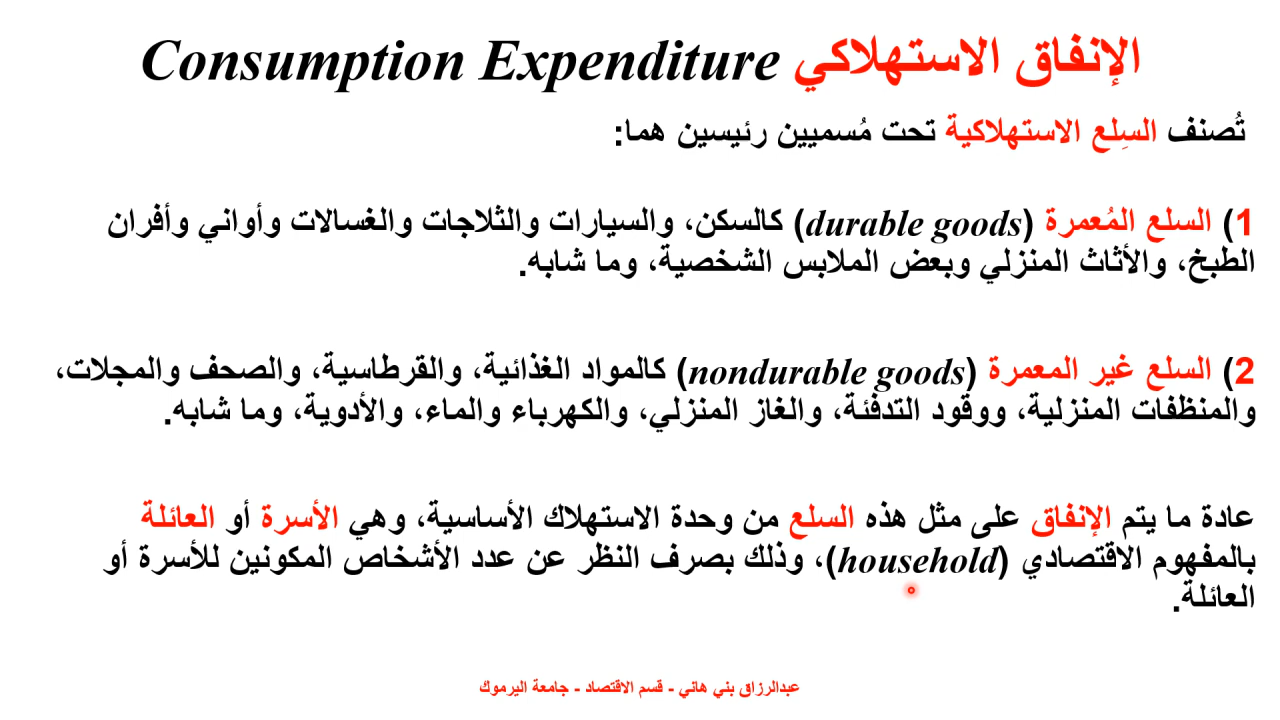 الإنفاق الاستهلاكي Consumption Expenditure
تُصنف السِلع الاستهلاكية تحت مُسميين رئيسين هما:
1) السلع المُعمرة (durable goods) كالسكن، والسيارات والثلاجات والغسالات وأواني وأفران
الطبخ، والأثاث المنزلي وبعض الملابس الشخصية، وما شابه.
2) السلع غير المعمرة (nondurable goods) كالمواد الغذائية، والقرطاسية، والصحف والمجلات،
والمنظفات المنزلية، ووقود التدفئة، والغاز المنزلي، والكهرباء والماء، والأدوية، وما شابه.
عادة ما يتم الإنفاق على مثل هذه السلع من وحدة الاستهلاك الأساسية، وهي الأسرة أو العائلة
بالمفهوم الاقتصادي (household)، وذلك بصرف النظر عن عدد الأشخاص المكونين للأسرة أو
العائلة.
عبدالرزاق بني هاني - قسم الاقتصاد - جامعة اليرموك